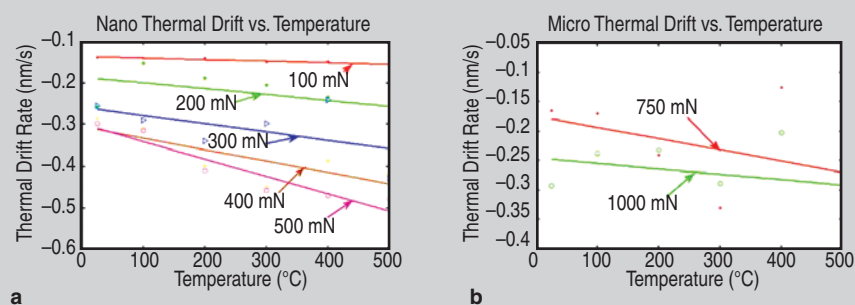 Nano Thermal Drift vs. Temperature
Thermal Drift Rate (nm/s)
–0.1
–0.2
–0.3
–0.4
–0.5
–0.6
100 mN
200 mN
300 mN
400 mN
500 mN
0 100 200 300 400 500
Temperature (°C)
a
Micro Thermal Drift vs. Temperature
Thermal Drift Rate (nm/s)
–0.05
–0.1
–0.15
–0.2
–0.25
–0.3
–0.35
–0.4
750 mN
1000 mN
0 100 200 300 400 500
Temperature (°C)
b